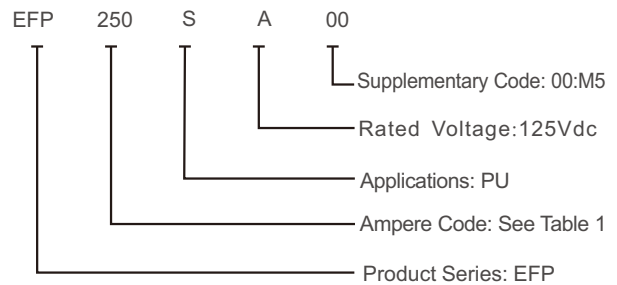 EFP 250 S A 00
Supplementary Code: 00:M5
Rated Voltage:125Vdc
Applications: PU
Ampere Code: See Table 1
Product Series: EFP